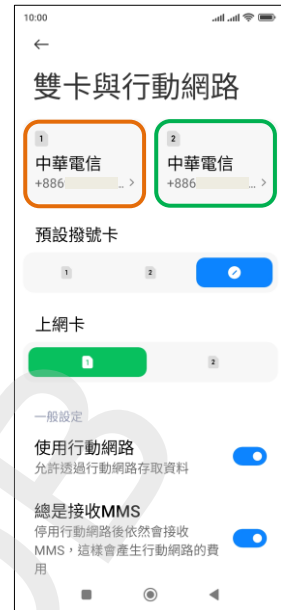 10:00
雙卡與行動網路
1
中華電信
+886 ..
2
中華電信
+886 ..
預設撥號卡
1
2
上網卡
1
2
一般設定
使用行動網路
允許透過行動網路存取資料
總是接收MMS
停用行動網路後依然會接收
MMS，這樣會產生行動網路的費
用